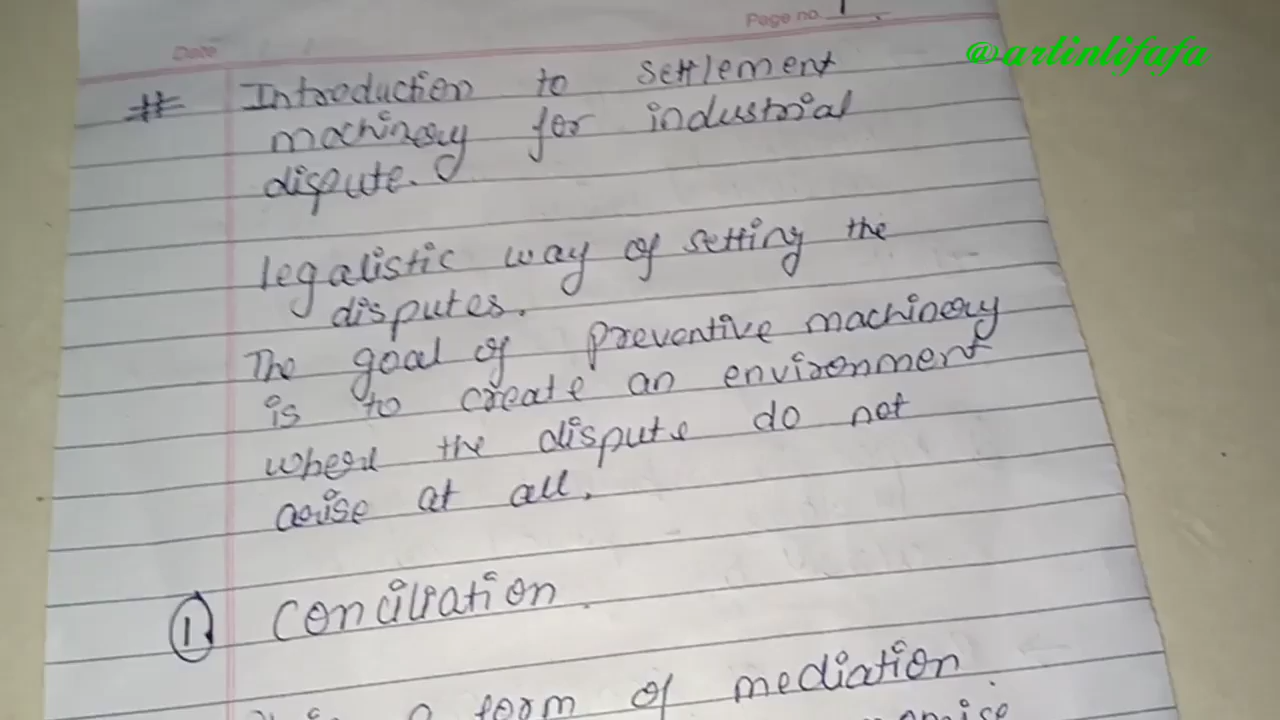 Page no. 1
Date
@arlinlifafa
# Introduction to settlement
machinery for industrial
dispute.
legalistic way of setting the
disputes.
The goal of preventive machinery
is to create an environment
where the dispute do not
arise at all.
① Conciliation
a form of mediation